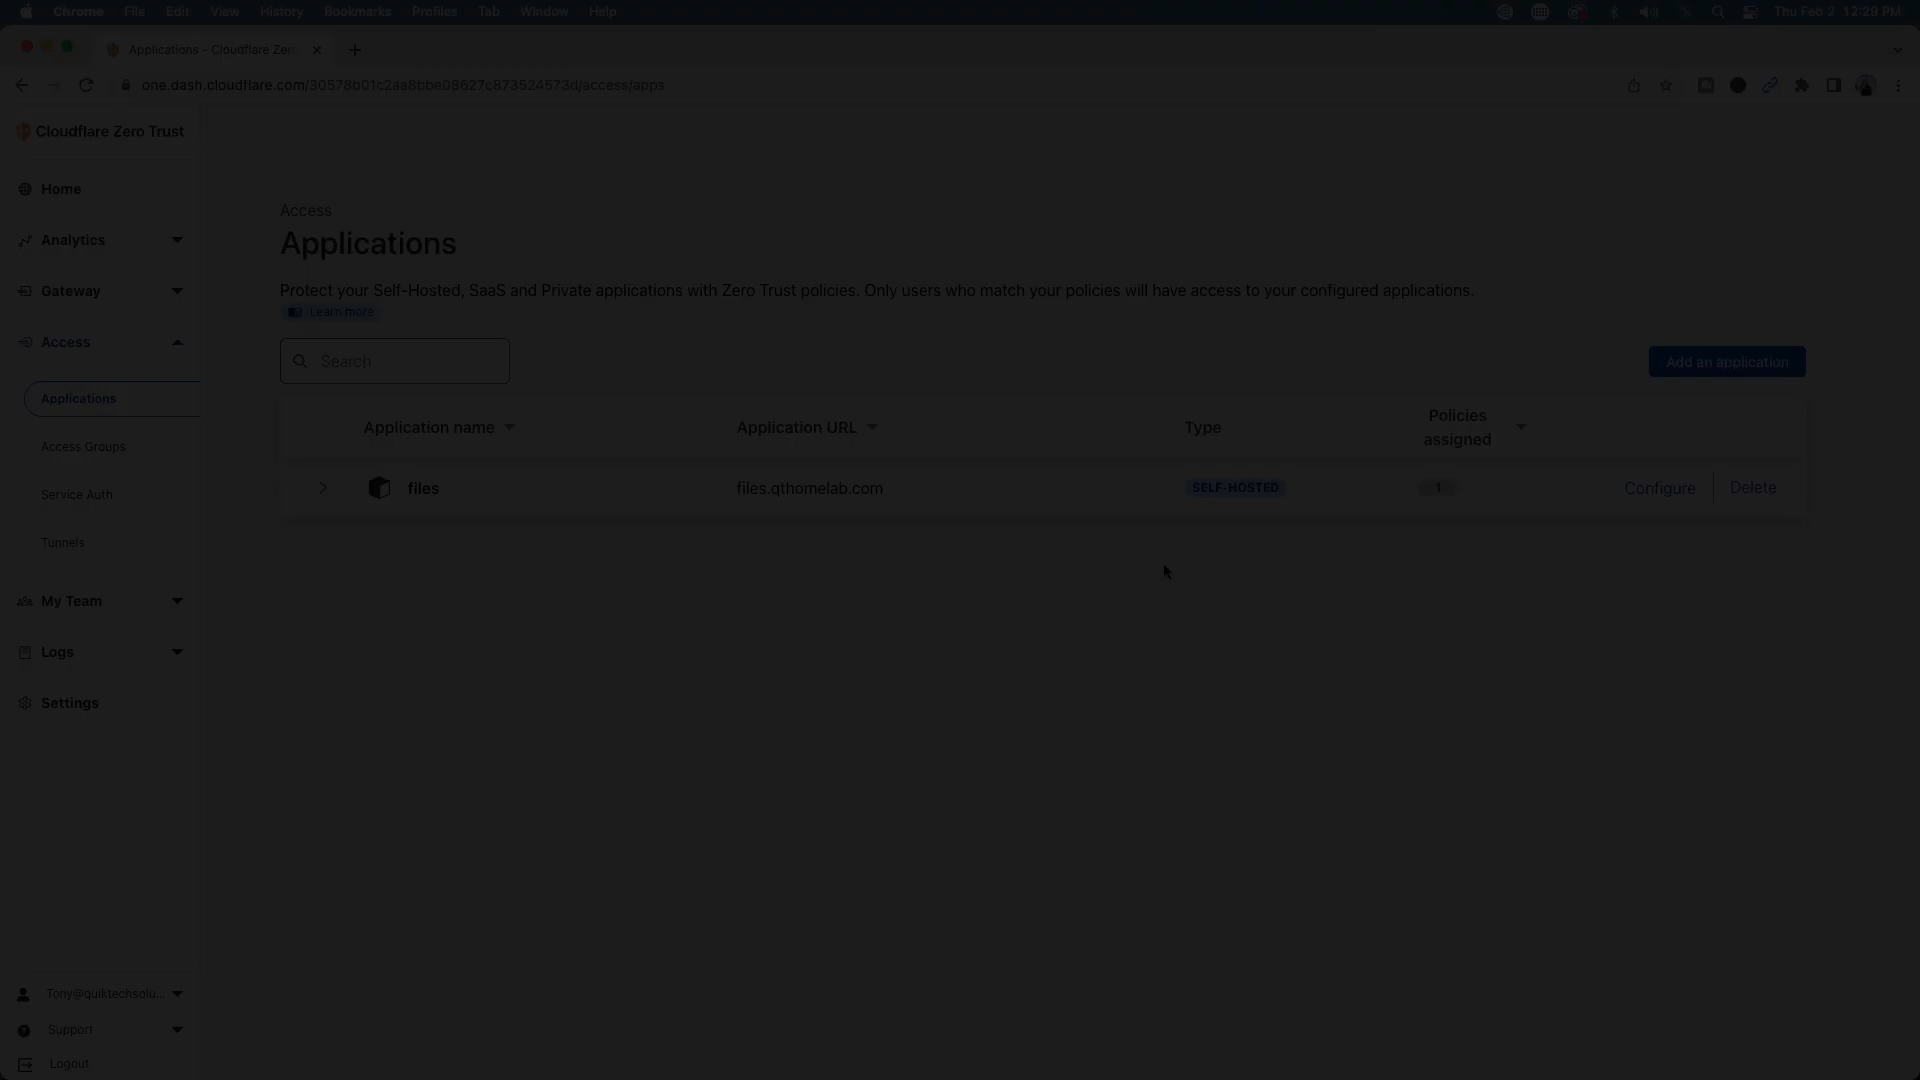 Chrome File Edit View History Bookmarks Profiles Tab Window Help Thu Feb 2 12:29 PM
Applications - Cloudflare Zer
one.dash.cloudflare.com/30578b01c2aa8bbe08627c873524573d/access/apps
Cloudflare Zero Trust
Home
Analytics
Gateway
Access
Applications
Access Groups
Service Auth
Tunnels
My Team
Logs
Settings
Tony@quiktechsolu...
Support
Logout
Access
Applications
Protect your Self-Hosted, SaaS and Private applications with Zero Trust policies. Only users who match your policies will have access to your configured applications.
Learn more
Search
Add an application
Application name Application URL Type Policies assigned
files files.qthomelab.com SELF-HOSTED 1 Configure Delete